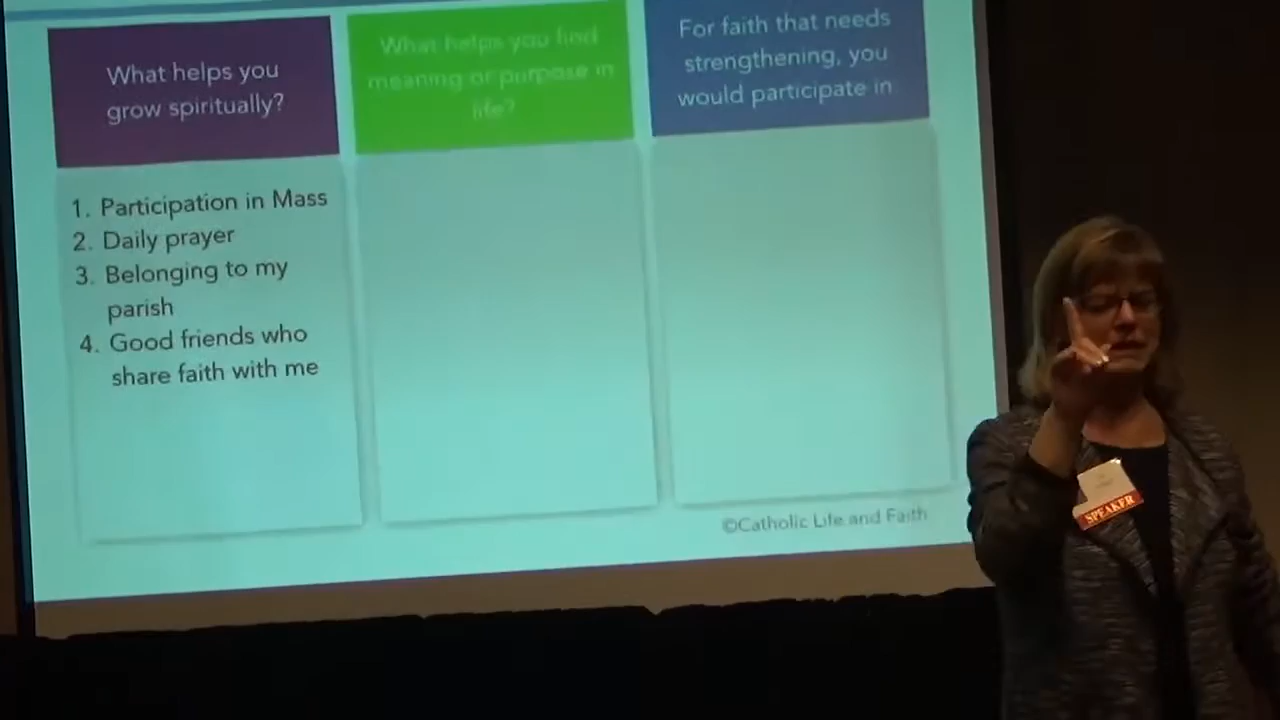 What helps you
grow spiritually?
What helps you find
meaning or purpose in
life?
For faith that needs
strengthening, you
would participate in
1. Participation in Mass
2. Daily prayer
3. Belonging to my
parish
4. Good friends who
share faith with me
©Catholic Life and Faith
SPEAKER